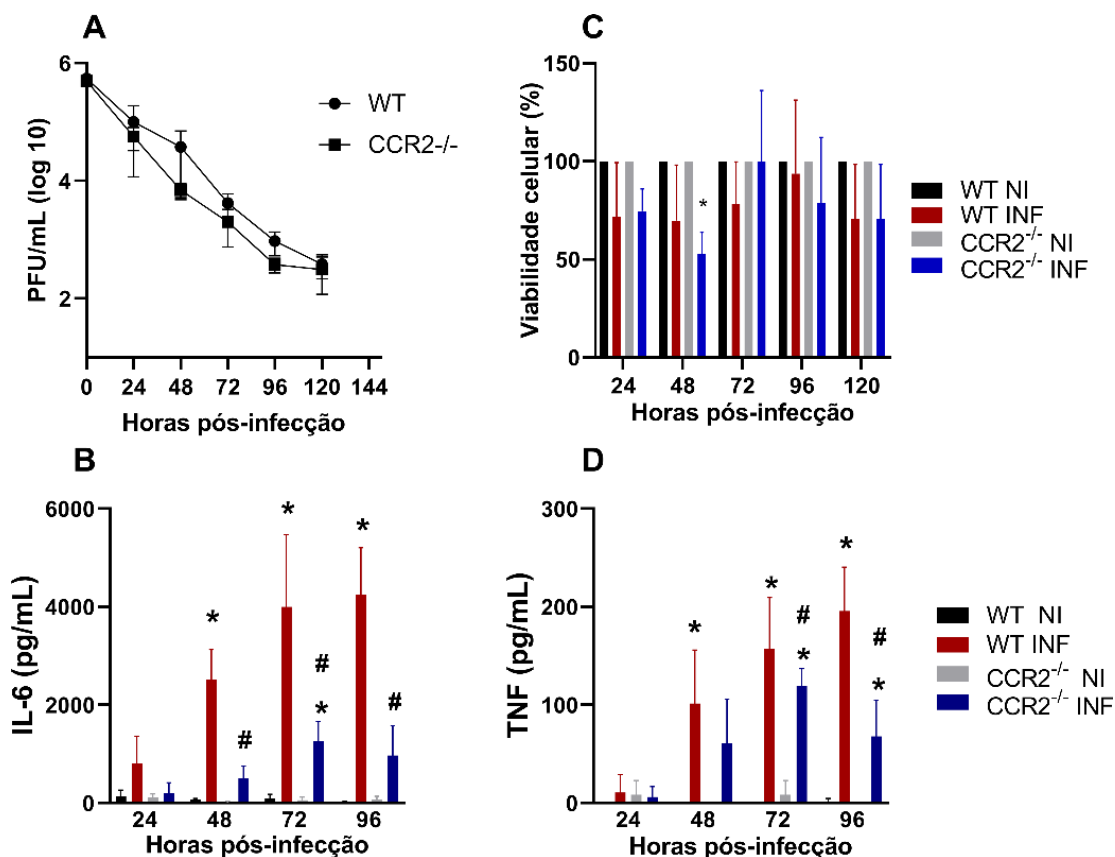 A
6
4
2
PFU/mL (log 10)
WT
CCR2-/-
0 24 48 72 96 120 144
Horas pós-infecção
C
150
100
50
0
Viabilidade celular (%)
*
24 48 72 96 120
Horas pós-infecção
WT NI
WT INF
CCR2-/- NI
CCR2-/- INF
B
6000
4000
2000
0
IL-6 (pg/mL)
* * *
# # * #
24 48 72 96
Horas pós-infecção
D
300
200
100
0
TNF (pg/mL)
* * *
# * # *
24 48 72 96
Horas pós-infecção
WT NI
WT INF
CCR2-/- NI
CCR2-/- INF